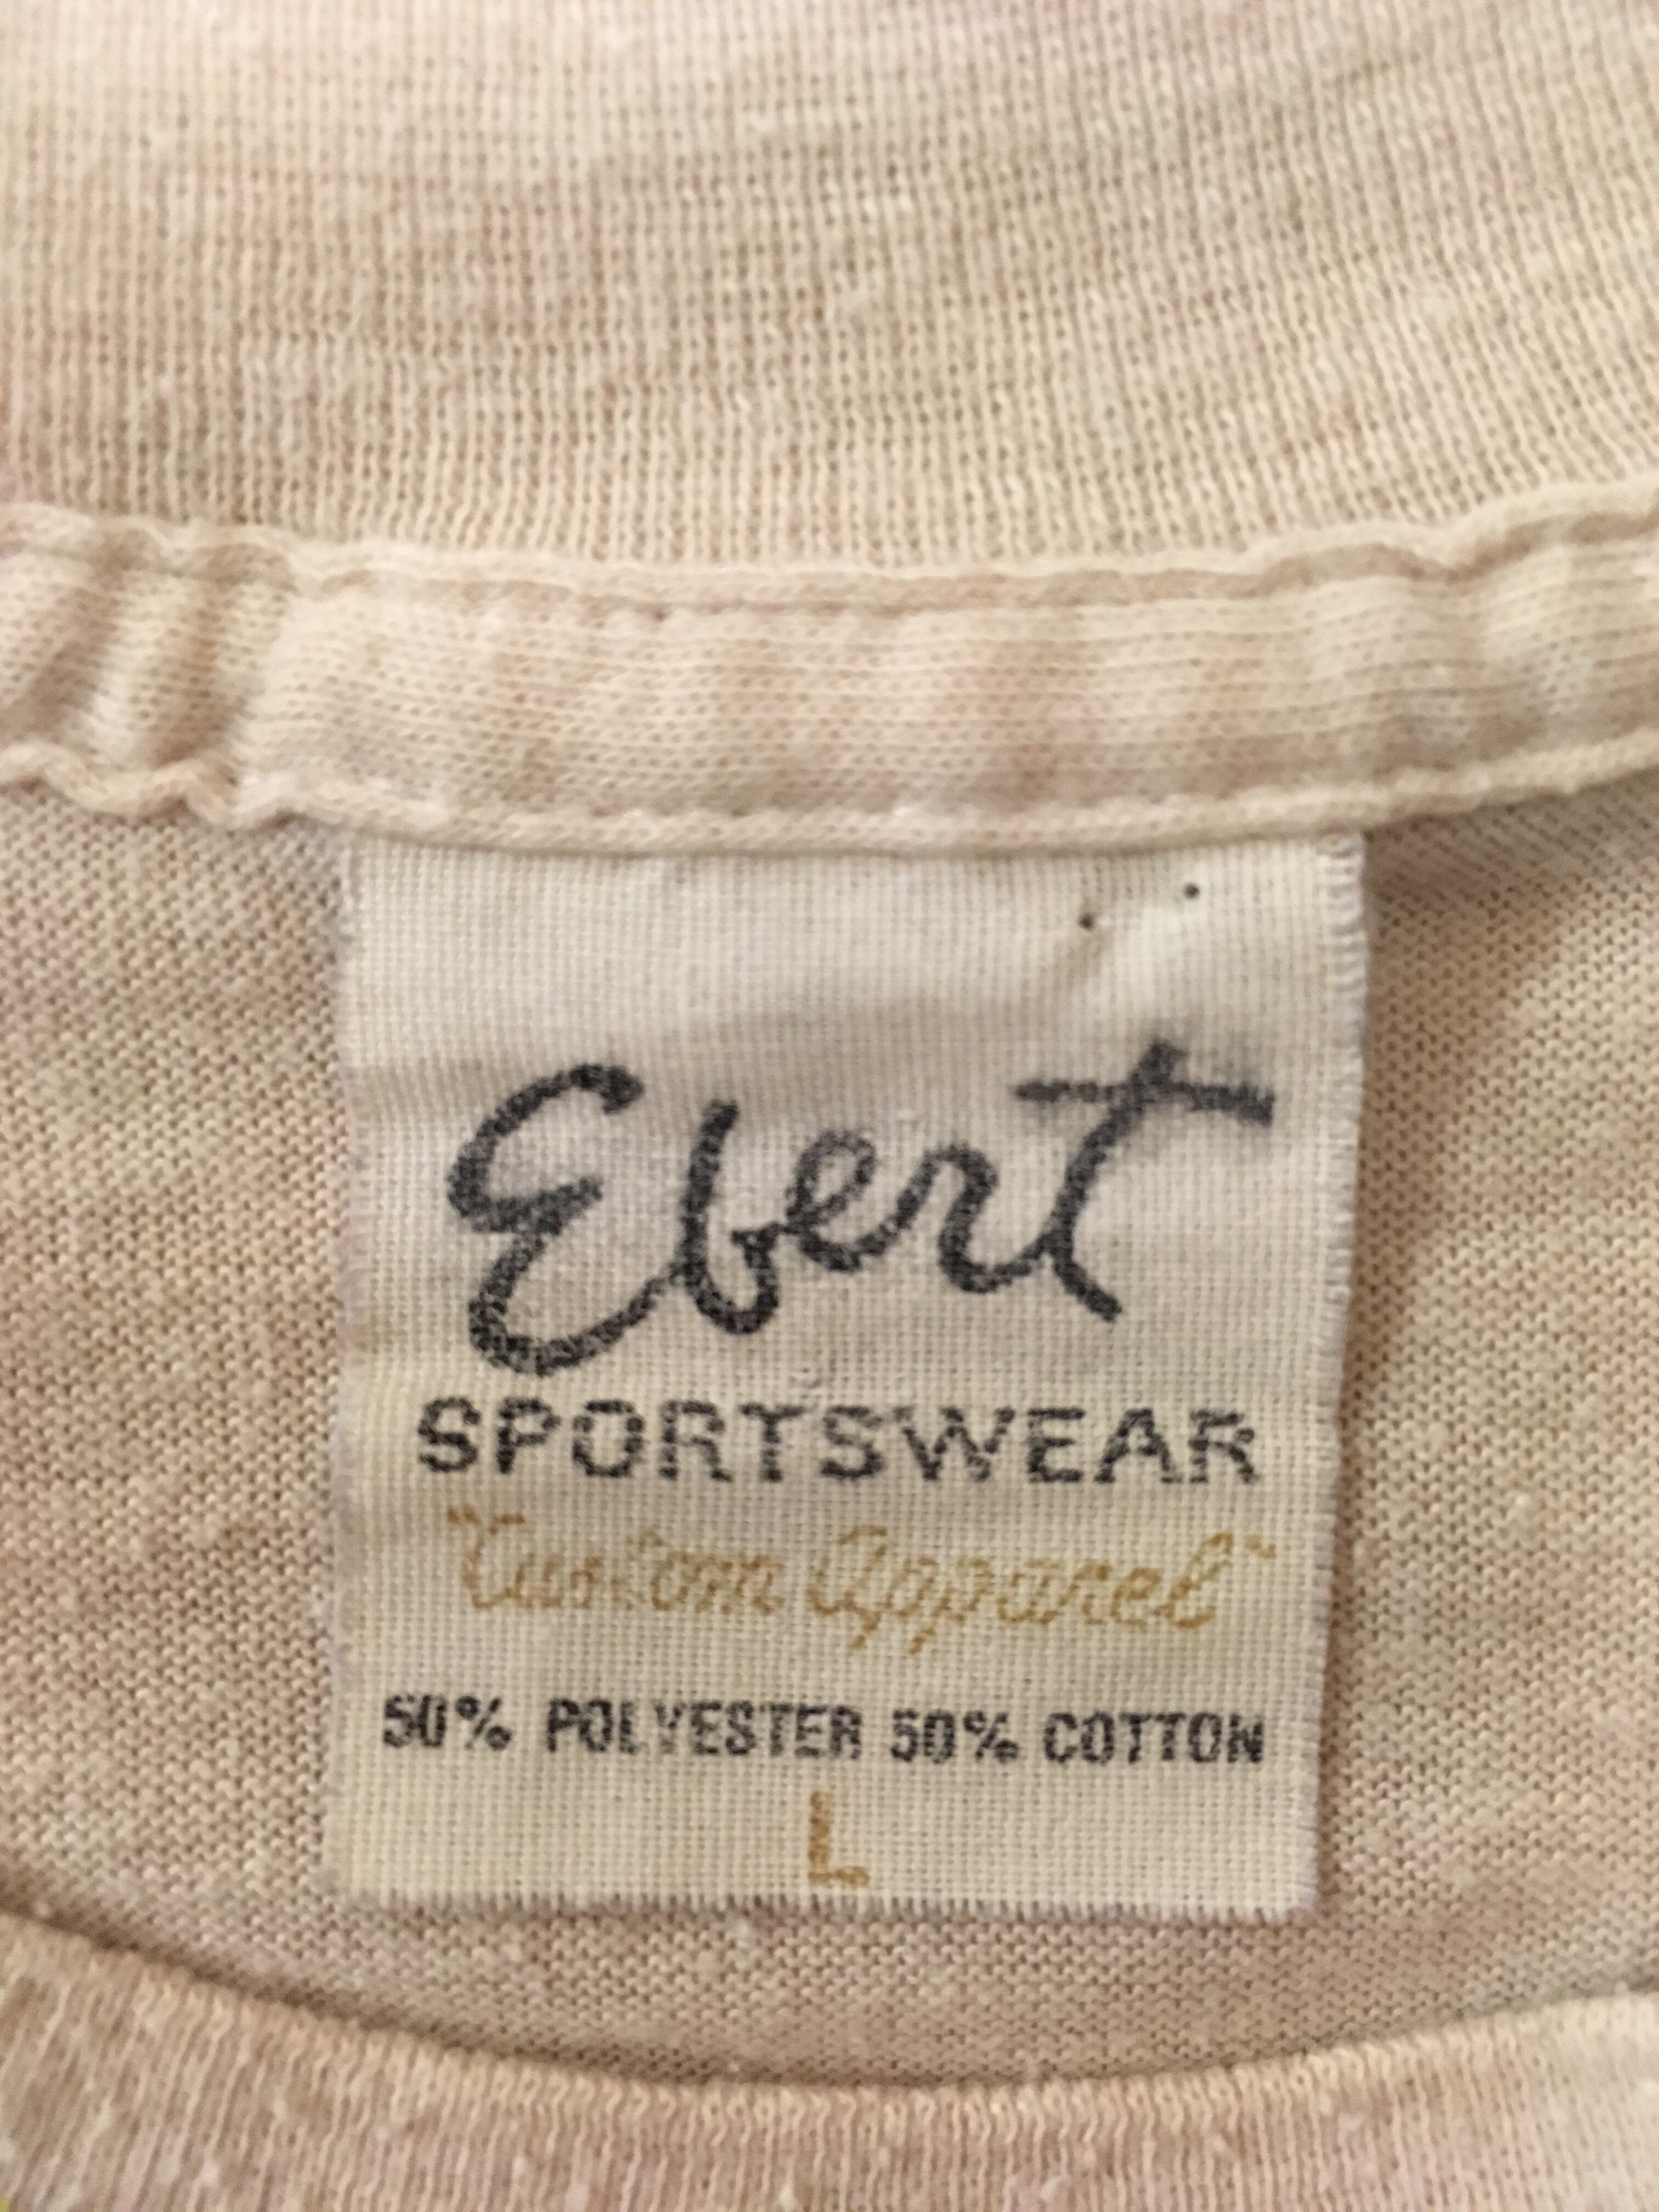 Ebert
SPORTSWEAR
"Custom Apparel"
50% POLYESTER 50% COTTON
L